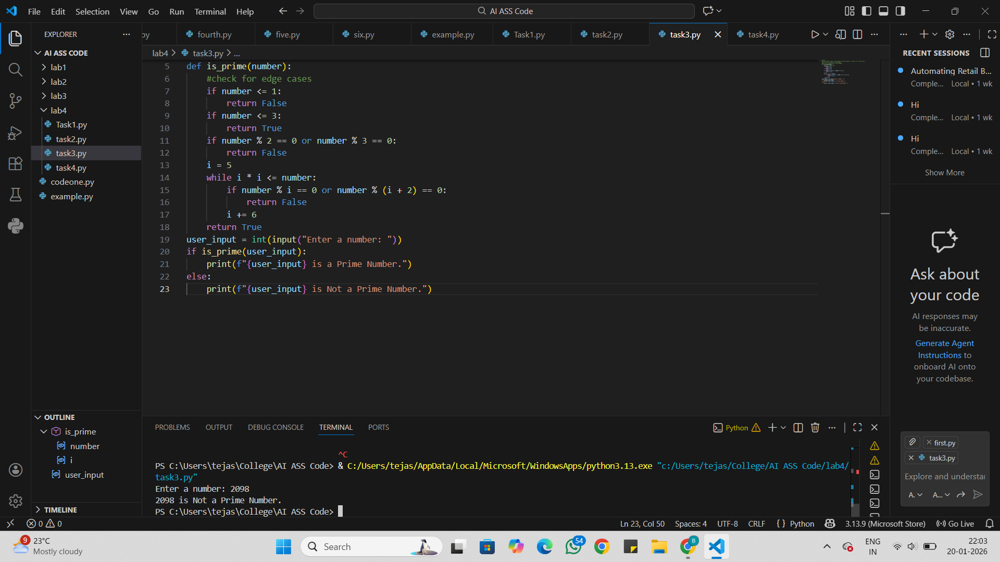 File Edit Selection View Go Run Terminal Help
AI ASS Code
EXPLORER
AI ASS CODE
lab1
lab2
lab3
lab4
Task1.py
task2.py
task3.py
task4.py
codeone.py
example.py
OUTLINE
is_prime
number
i
user_input
TIMELINE
py fourth.py five.py six.py example.py Task1.py task2.py task3.py task4.py
lab4 > task3.py > ...
5 def is_prime(number):
6 #check for edge cases
7 if number <= 1:
8 return False
9 if number <= 3:
10 return True
11 if number % 2 == 0 or number % 3 == 0:
12 return False
13 i = 5
14 while i * i <= number:
15 if number % i == 0 or number % (i + 2) == 0:
16 return False
17 i += 6
18 return True
19 user_input = int(input("Enter a number: "))
20 if is_prime(user_input):
21 print(f"{user_input} is a Prime Number.")
22 else:
23 print(f"{user_input} is Not a Prime Number.")
PROBLEMS OUTPUT DEBUG CONSOLE TERMINAL PORTS
Python
^C
PS C:\Users\tejas\College\AI ASS Code> & C:/Users/tejas/AppData/Local/Microsoft/WindowsApps/python3.13.exe "c:/Users/tejas/College/AI ASS Code/lab4/
task3.py"
Enter a number: 2098
2098 is Not a Prime Number.
PS C:\Users\tejas\College\AI ASS Code>
RECENT SESSIONS
Automating Retail B...
Comple... Local • 1 wk
Hi
Comple... Local • 1 wk
Hi
Comple... Local • 1 wk
Show More
Ask about
your code
AI responses may
be inaccurate.
Generate Agent
Instructions to
onboard AI onto
your codebase.
first.py
task3.py
Explore and understa
A. A...
0 0
Ln 23, Col 50 Spaces: 4 UTF-8 CRLF {} Python 3.13.9 (Microsoft Store) Go Live
9
23°C
Mostly cloudy
Search
54
B
ENG
IN
22:03
20-01-2026